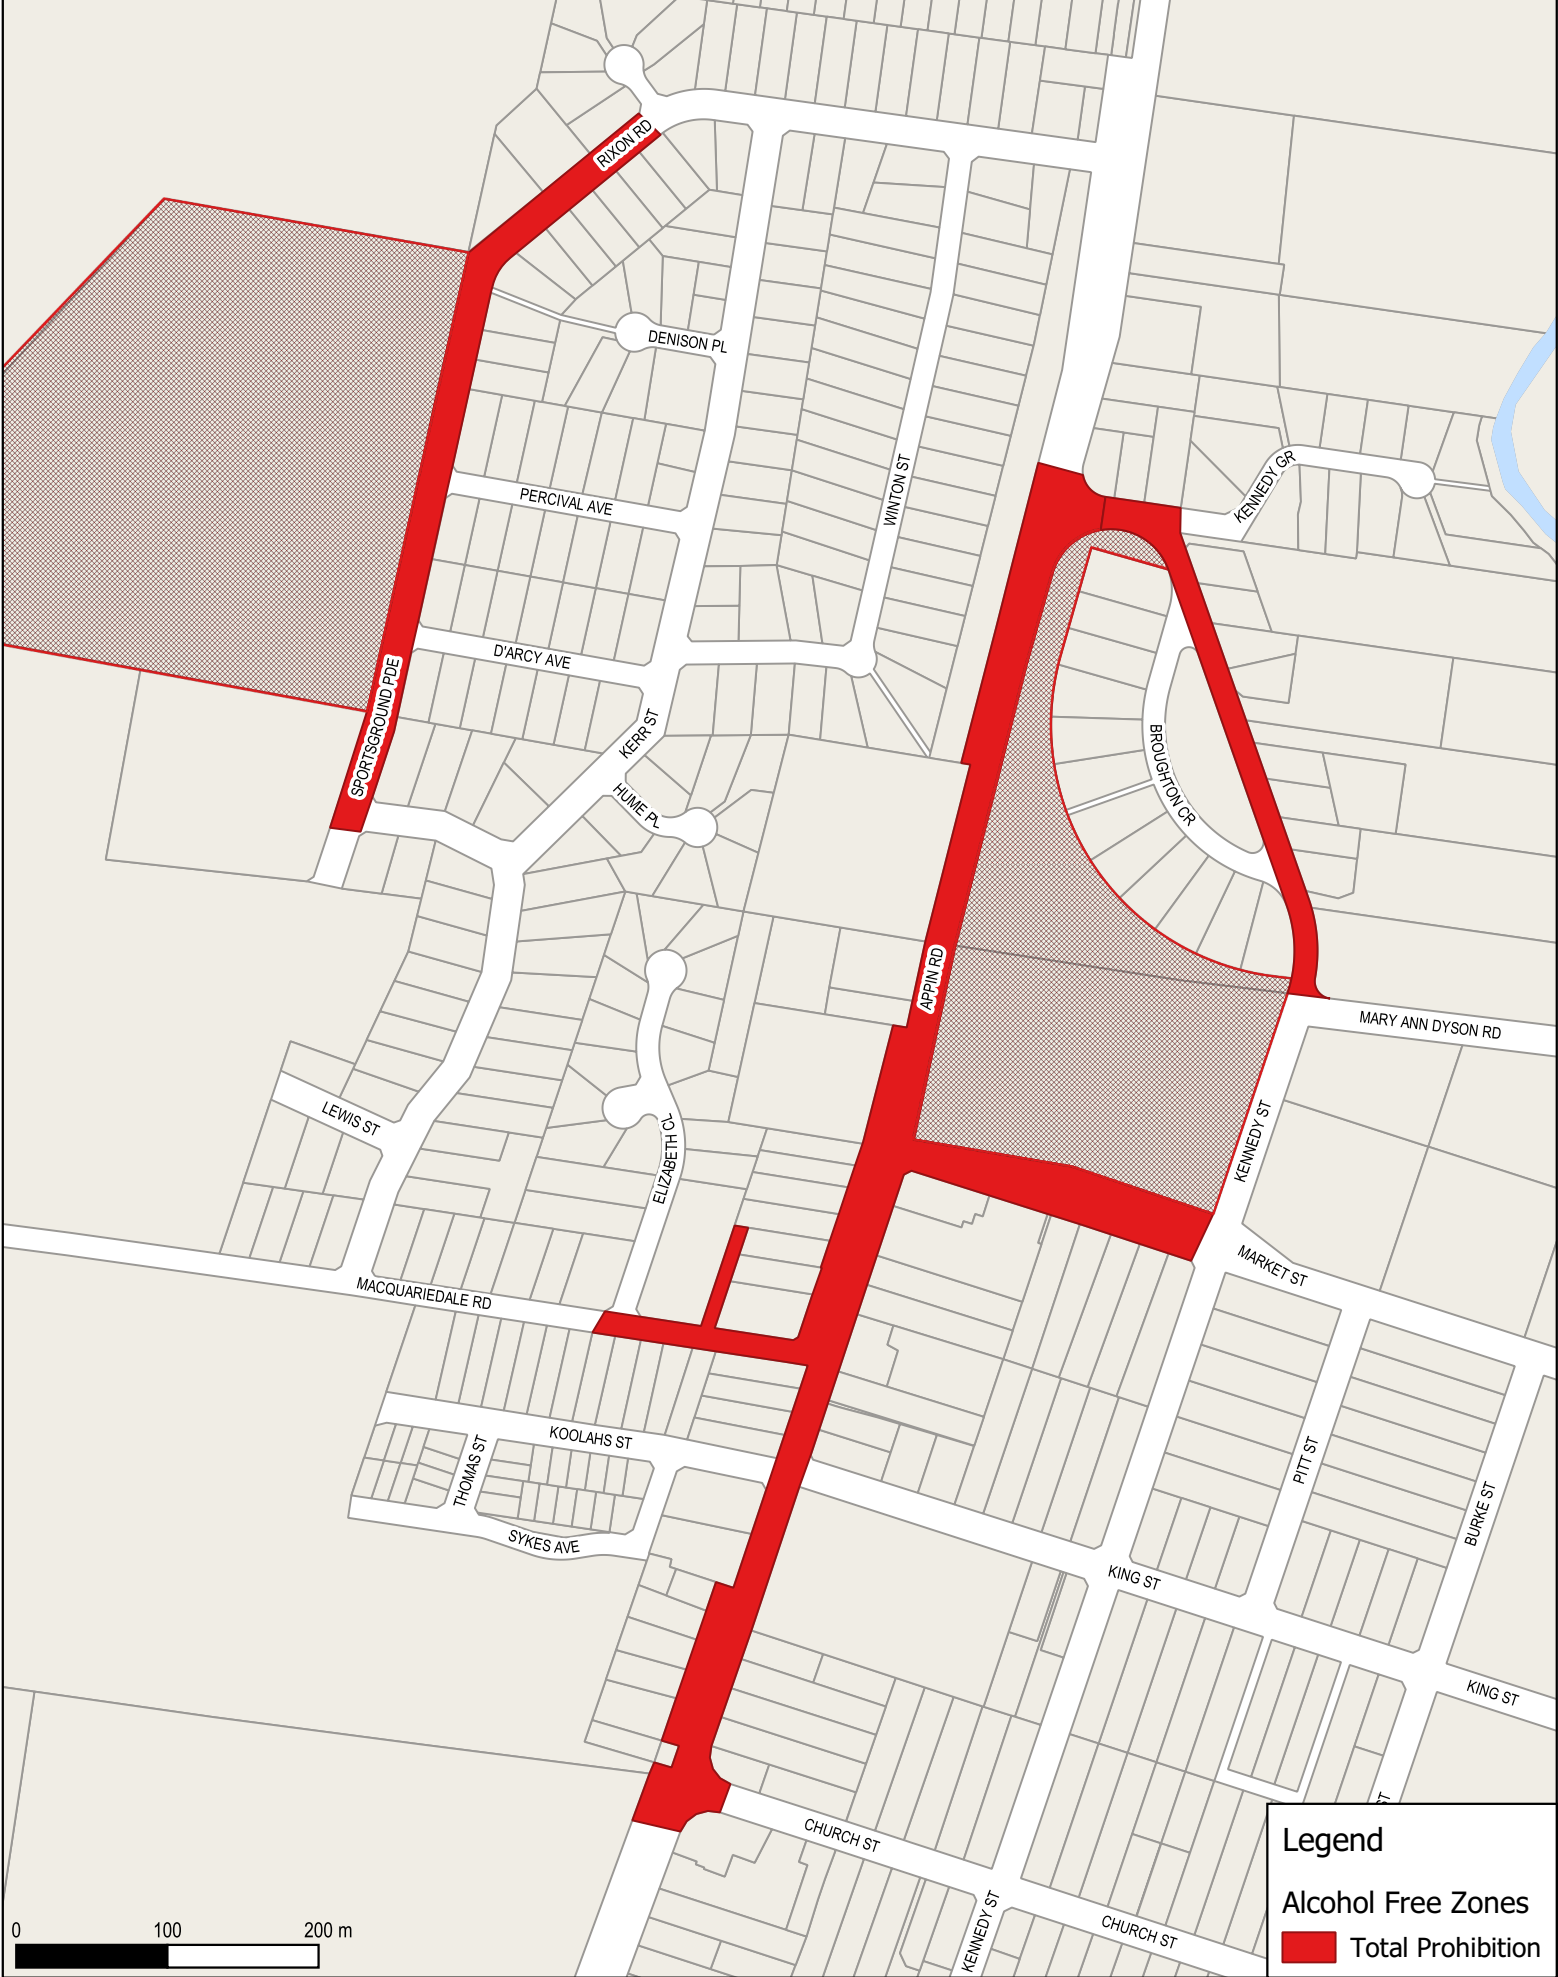 RIXON RD
DENISON PL
KENNEDY GR
WINTON ST
PERCIVAL AVE
D'ARCY AVE
SPORTSGROUND PDE
KERR ST
HUME PL
BROUGHTON CR
APPIN RD
MARY ANN DYSON RD
LEWIS ST
ELIZABETH CL
KENNEDY ST
MARKET ST
MACQUARIEDALE RD
KOOLAHS ST
THOMAS ST
SYKES AVE
PITT ST
BURKE ST
KING ST
KING ST
ST
CHURCH ST
KENNEDY ST
CHURCH ST
Legend
Alcohol Free Zones
Total Prohibition
0 100 200 m